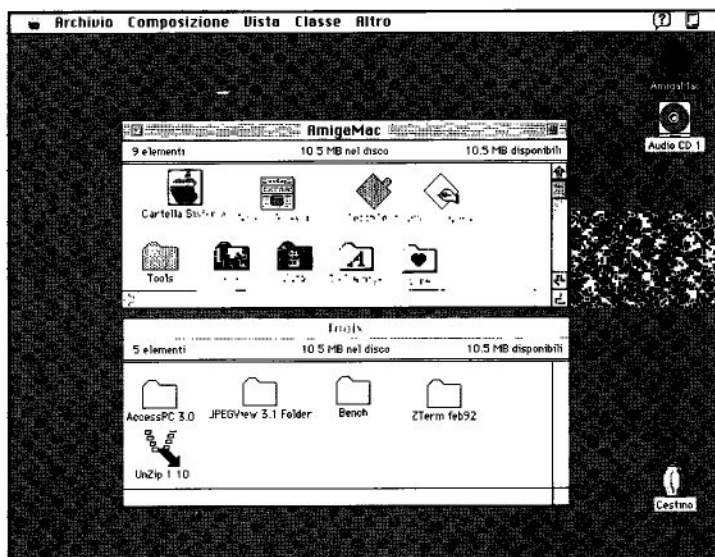 Archivio Composizione Vista Classe Altro
AmigaMac
Audio CD 1
AmigaMac
9 elementi 10.5 MB nel disco 10.5 MB disponibili
Cartella
Tools
Tools
5 elementi 10.5 MB nel disco 10.5 MB disponibili
AccessPC 3.0 JPEGView 3.1 Folder Bench ZTerm feb92
UnZip 1.10
Cestino